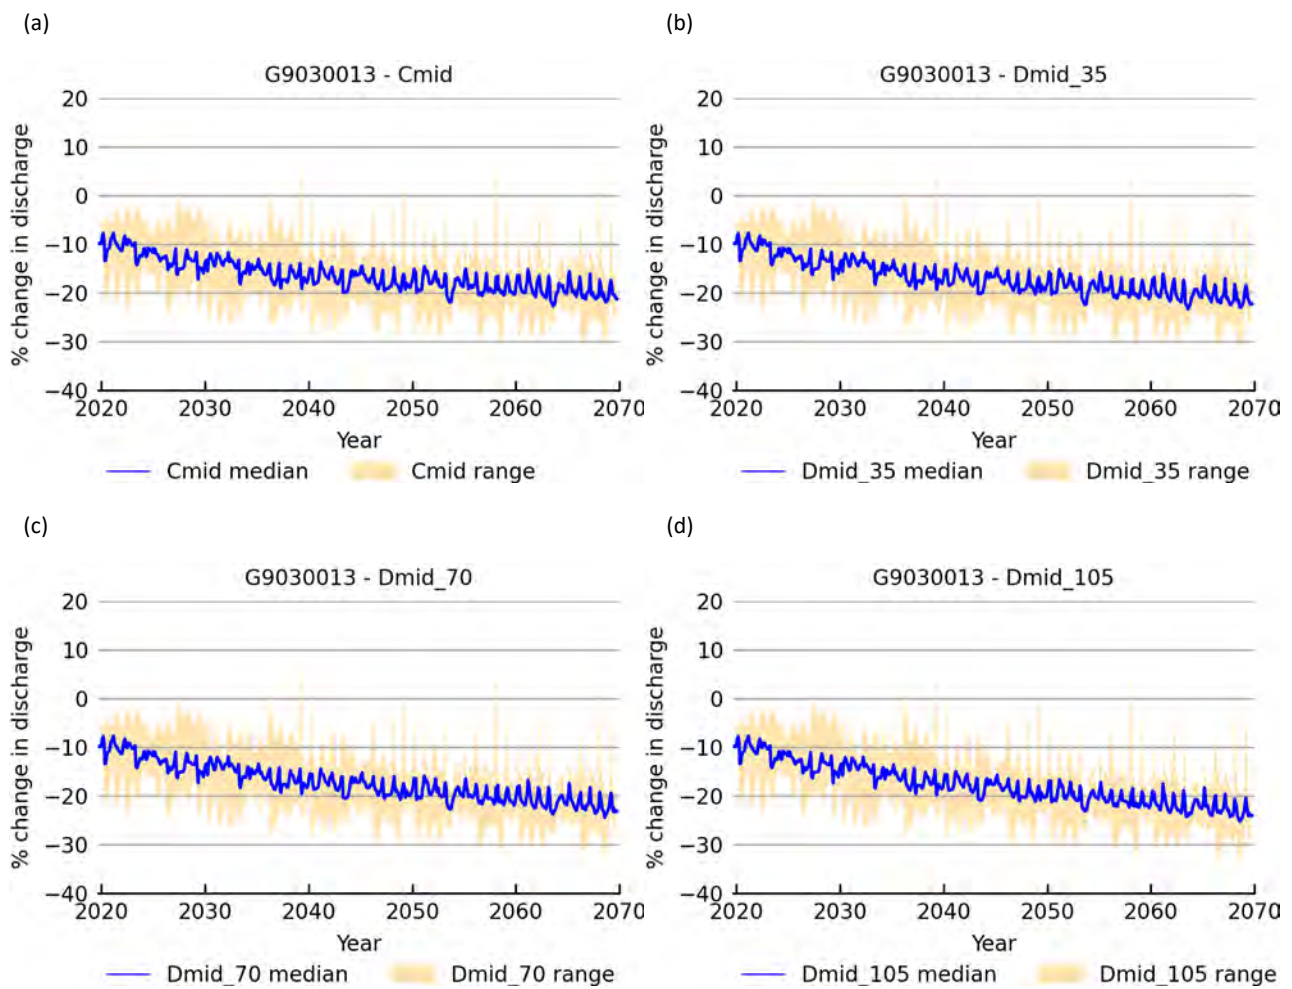 (a)
G9030013 - Cmid
% change in discharge
20
10
0
−10
−20
−30
−40
2020 2030 2040 2050 2060 2070
Year
Cmid median Cmid range
(b)
G9030013 - Dmid_35
% change in discharge
20
10
0
−10
−20
−30
−40
2020 2030 2040 2050 2060 2070
Year
Dmid_35 median Dmid_35 range
(c)
G9030013 - Dmid_70
% change in discharge
20
10
0
−10
−20
−30
−40
2020 2030 2040 2050 2060 2070
Year
Dmid_70 median Dmid_70 range
(d)
G9030013 - Dmid_105
% change in discharge
20
10
0
−10
−20
−30
−40
2020 2030 2040 2050 2060 2070
Year
Dmid_105 median Dmid_105 range